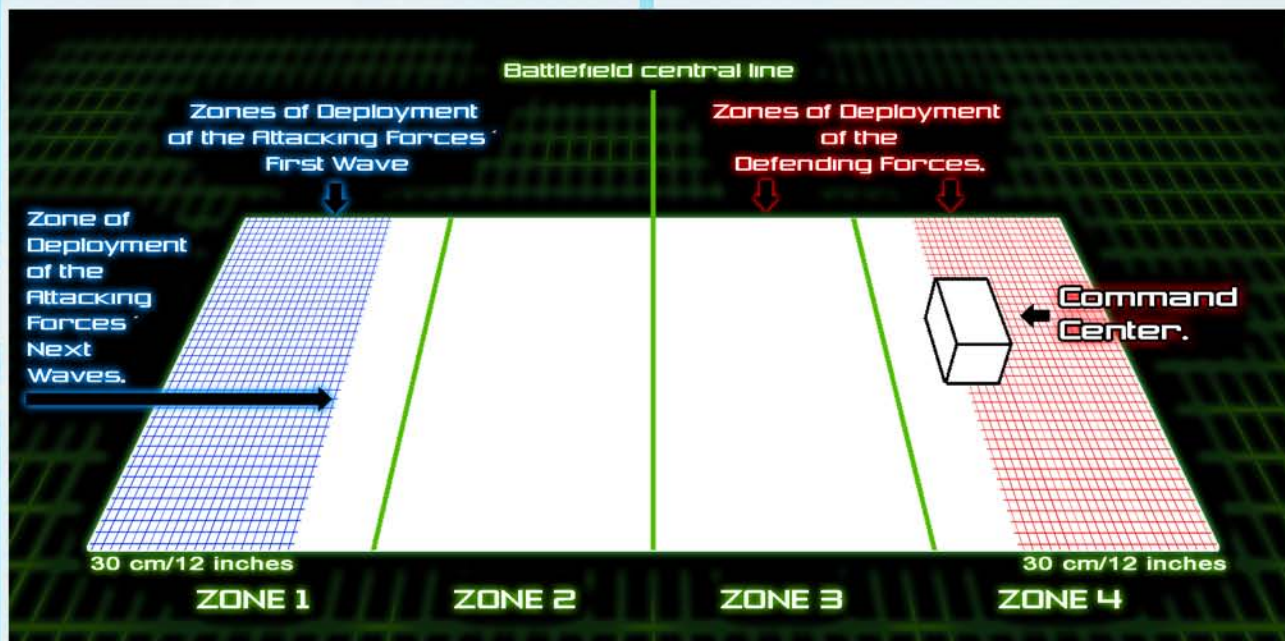 Battlefield central line
Zones of Deployment
of the Attacking Forces´
First Wave
Zones of Deployment
of the
Defending Forces.
Zone of
Deployment
of the
Attacking
Forces´
Next
Waves.
Command
Center.
30 cm/12 inches
30 cm/12 inches
ZONE 1
ZONE 2
ZONE 3
ZONE 4